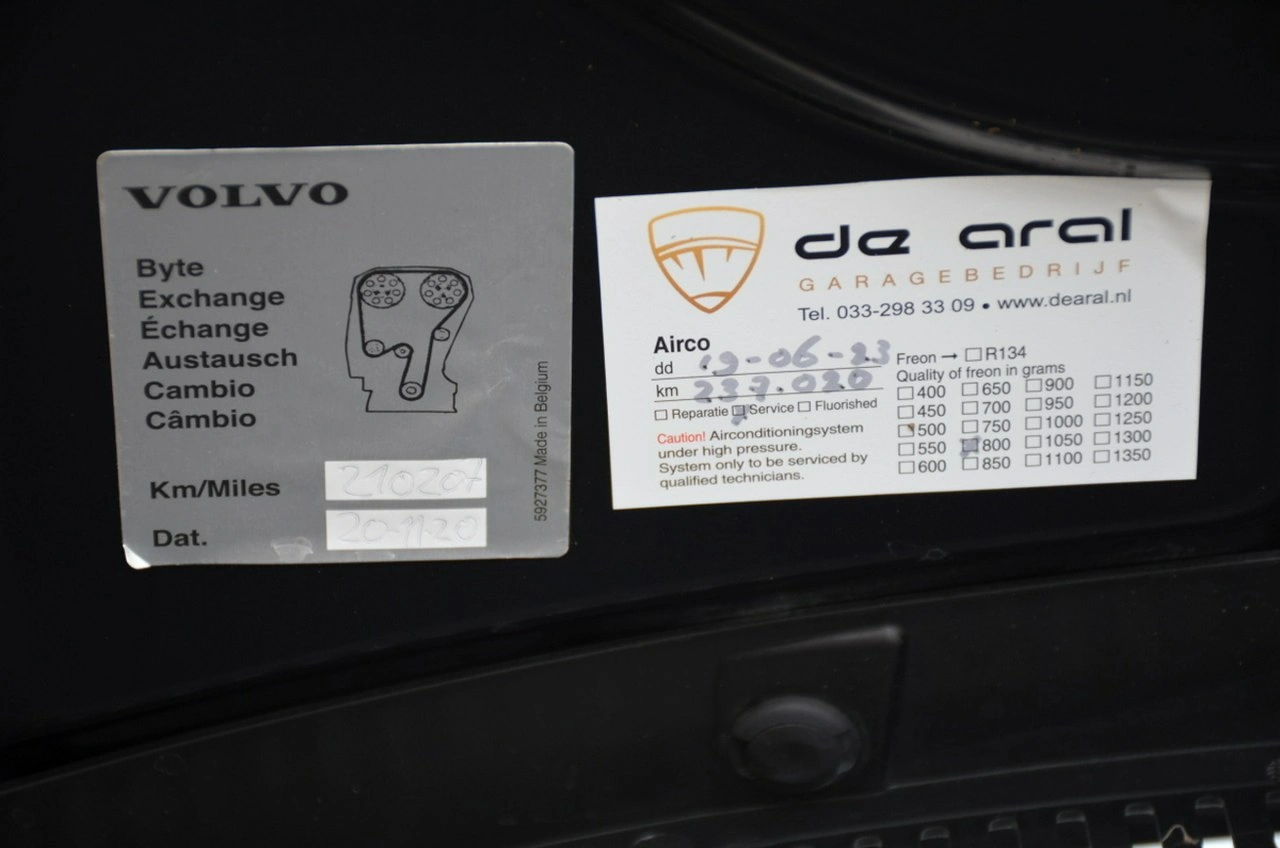 VOLVO
Byte
Exchange
Échange
Austausch
Cambio
Câmbio
Km/Miles 210207
Dat. 20-11-20
5927377 Made in Belgium
de aral
GARAGEBEDRIJF
Tel. 033-298 33 09 • www.dearal.nl
Airco
dd 19-06-23
km 237.020
Reparatie Service Fluorished
Caution! Airconditioningsystem
under high pressure.
System only to be serviced by
qualified technicians.
Freon → R134
Quality of freon in grams
400 650 900 1150
450 700 950 1200
500 750 1000 1250
550 800 1050 1300
600 850 1100 1350